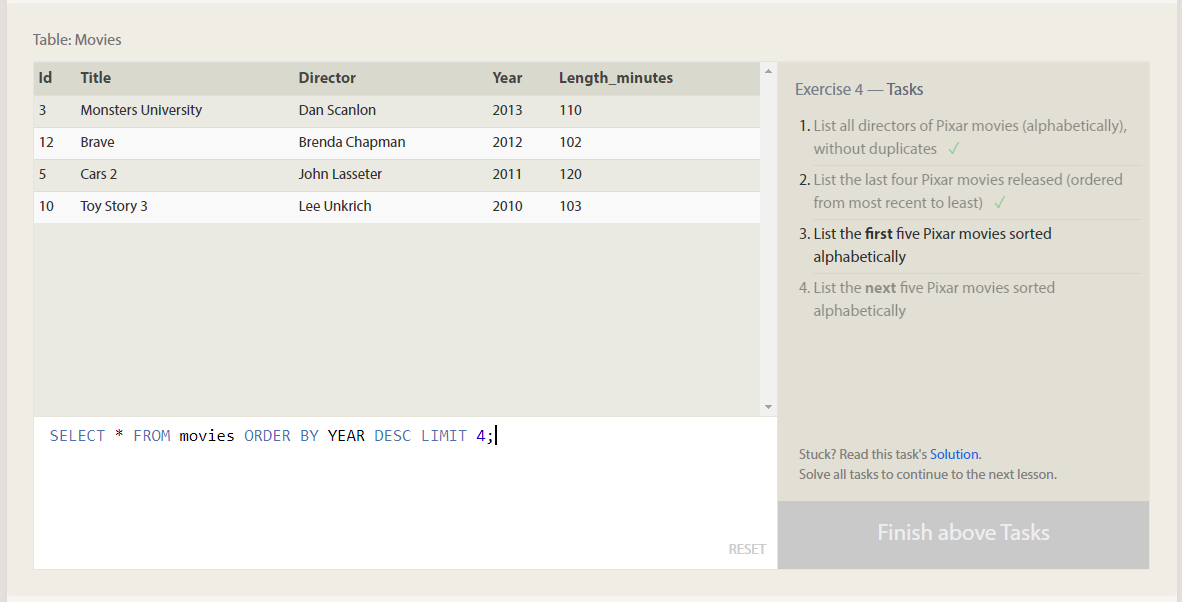 Table: Movies
Id Title Director Year Length_minutes
3 Monsters University Dan Scanlon 2013 110
12 Brave Brenda Chapman 2012 102
5 Cars 2 John Lasseter 2011 120
10 Toy Story 3 Lee Unkrich 2010 103
SELECT * FROM movies ORDER BY YEAR DESC LIMIT 4;
RESET
Exercise 4 — Tasks
1. List all directors of Pixar movies (alphabetically),
without duplicates ✓
2. List the last four Pixar movies released (ordered
from most recent to least) ✓
3. List the first five Pixar movies sorted
alphabetically
4. List the next five Pixar movies sorted
alphabetically
Stuck? Read this task's Solution.
Solve all tasks to continue to the next lesson.
Finish above Tasks